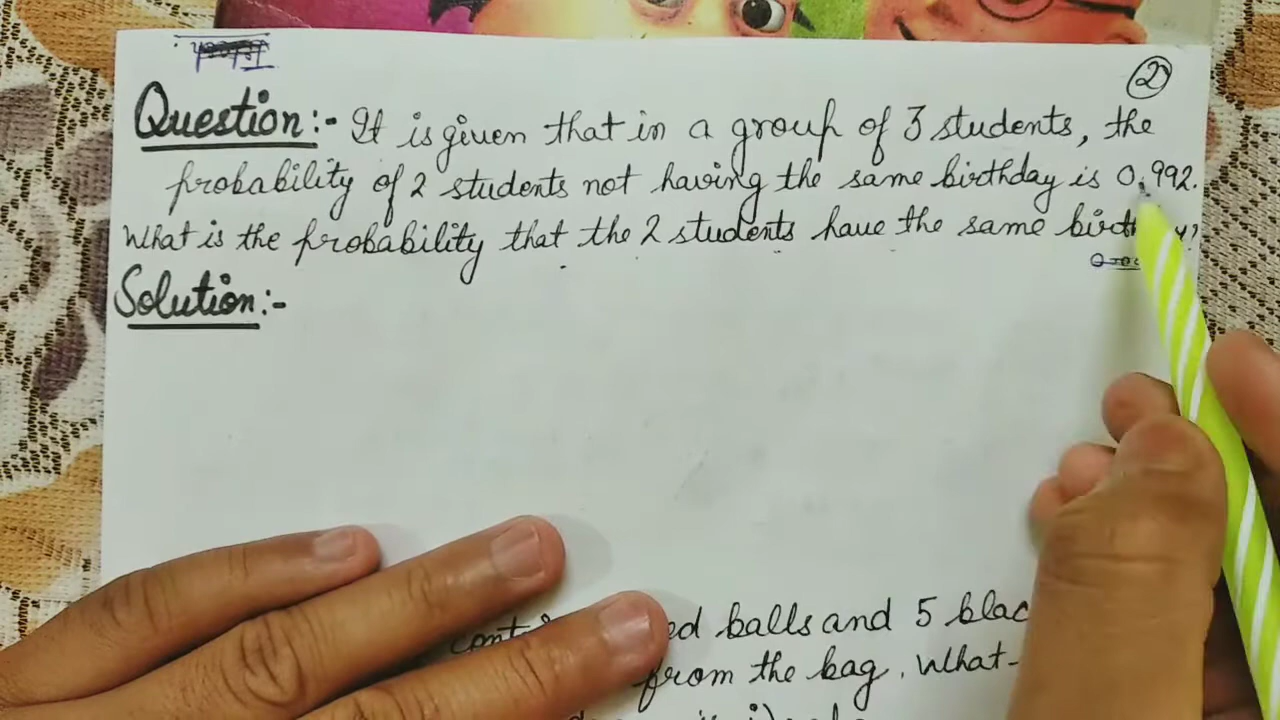 ②
Question:- It is given that in a group of 3 students, the
probability of 2 students not having the same birthday is 0.992.
What is the probability that the 2 students have the same birthday?
Solution:-
ed balls and 5 blac
from the bag. What-